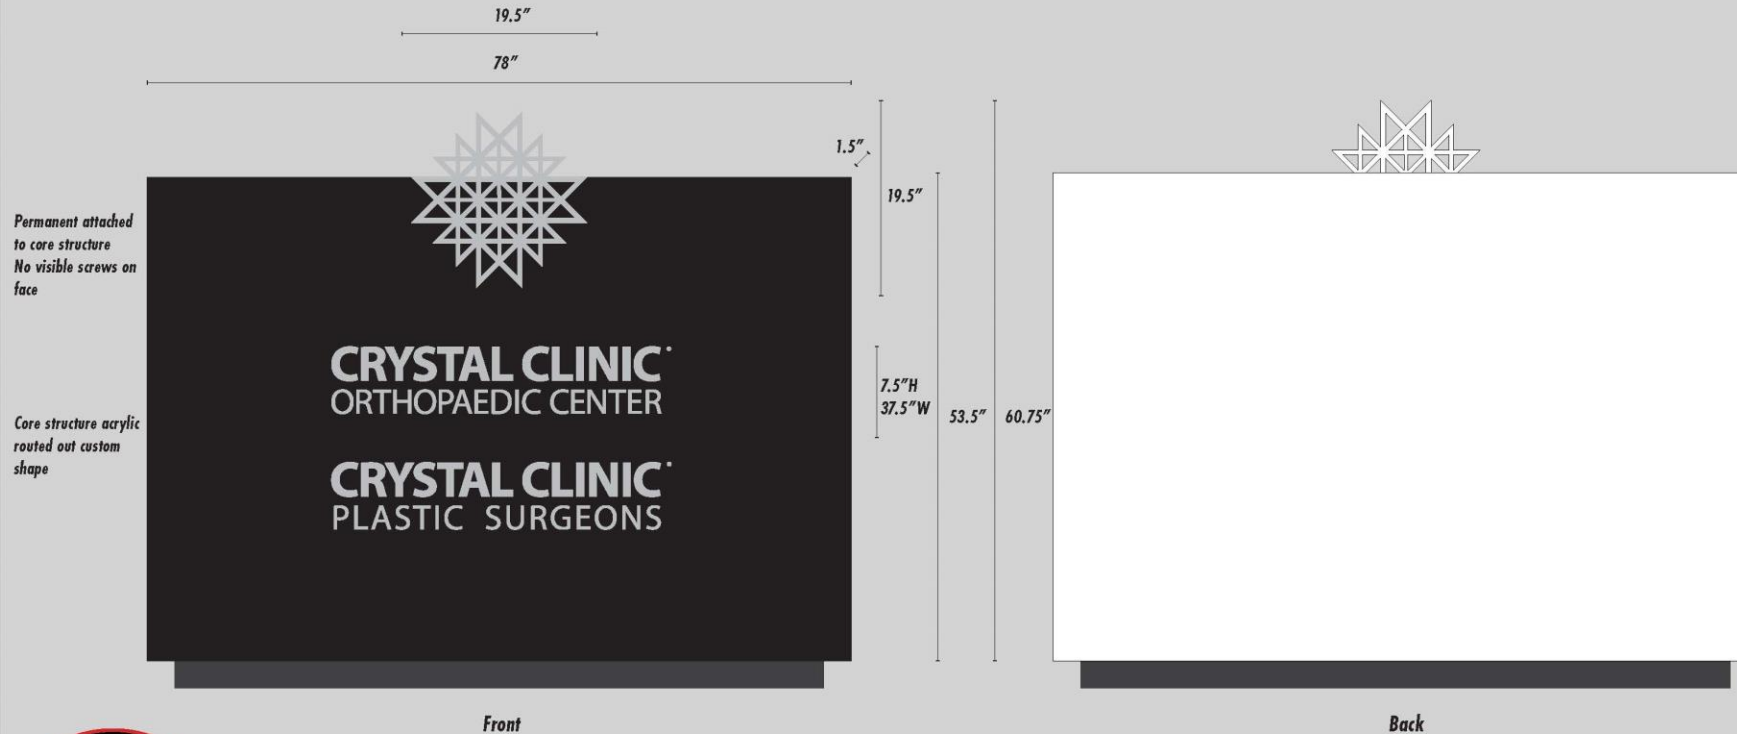 19.5"
78"
1.5"
19.5"
Permanent attached
to core structure
No visible screws on
face
CRYSTAL CLINIC
ORTHOPAEDIC CENTER
7.5"H
37.5"W
53.5"
60.75"
Core structure acrylic
routed out custom
shape
CRYSTAL CLINIC
PLASTIC SURGEONS
Front
Back